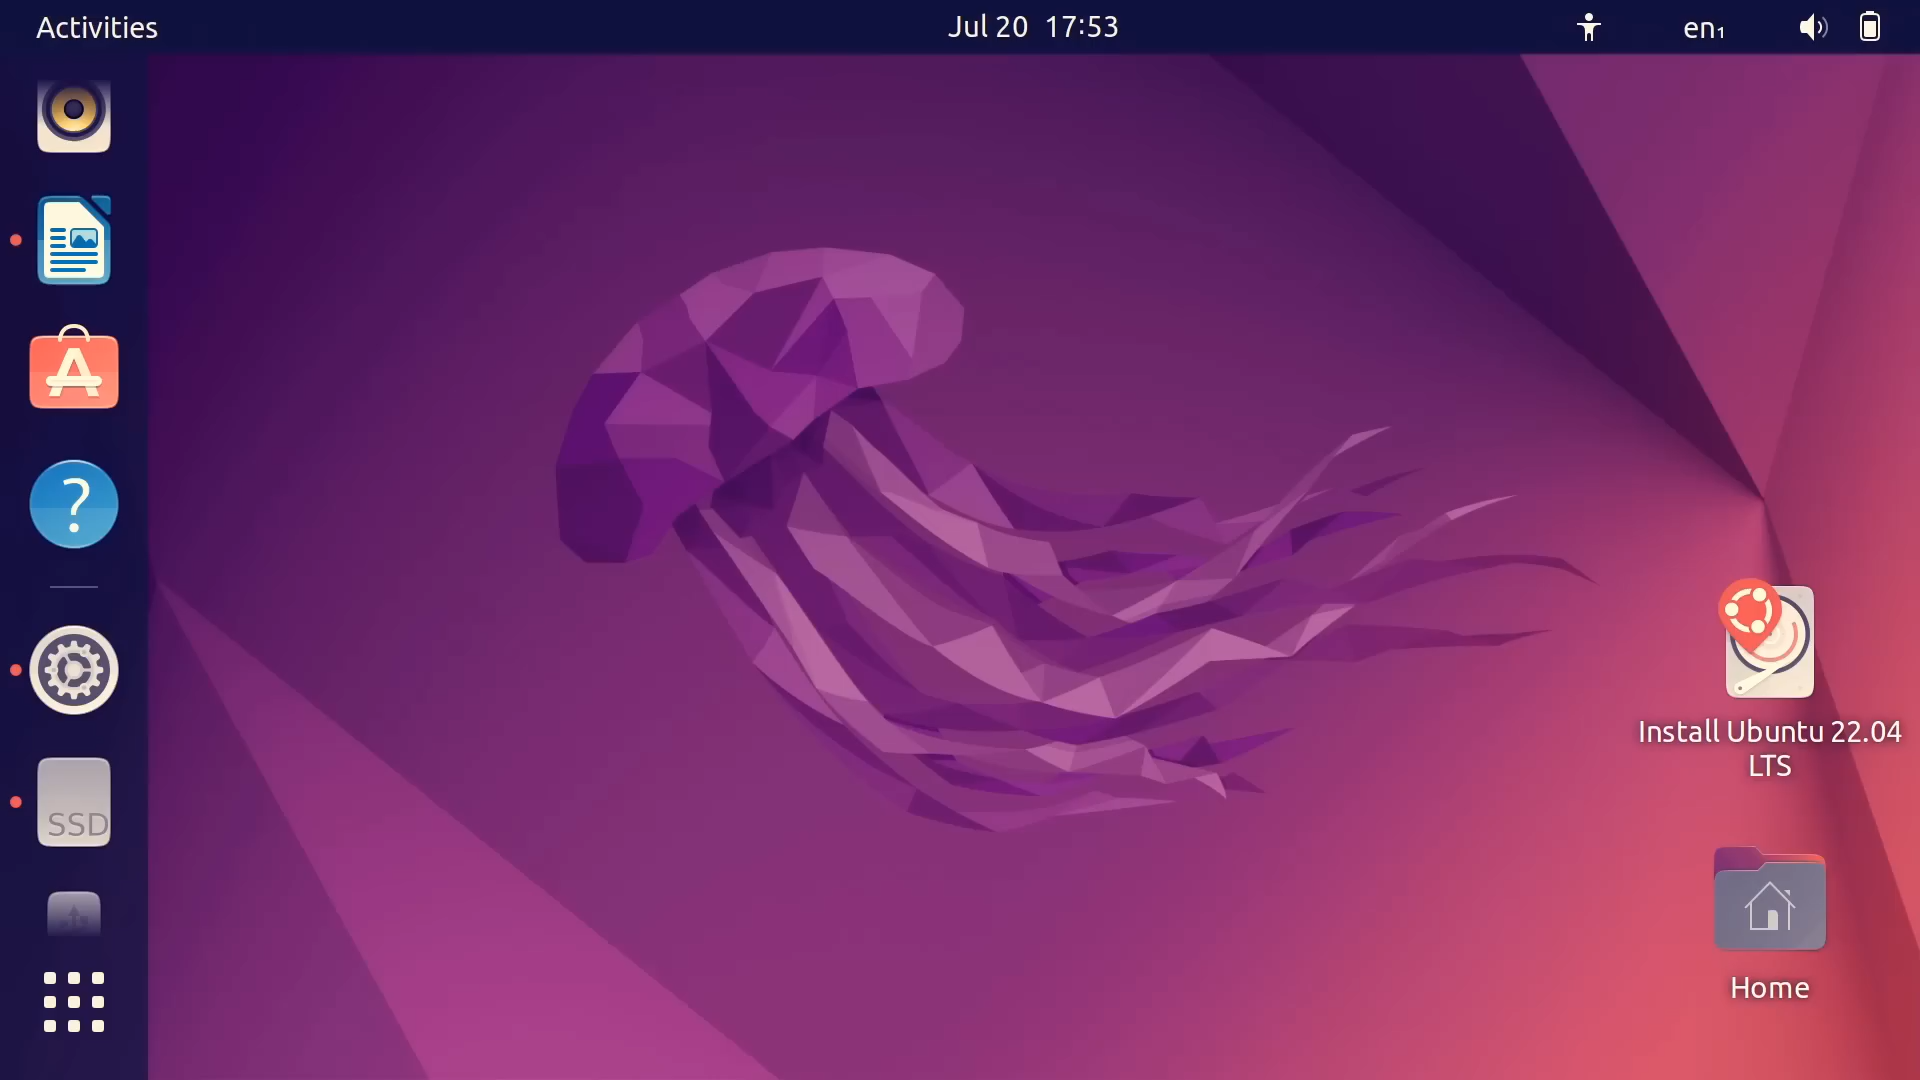 Activities
Jul 20 17:53
en₁
?
SSD
Install Ubuntu 22.04
LTS
Home